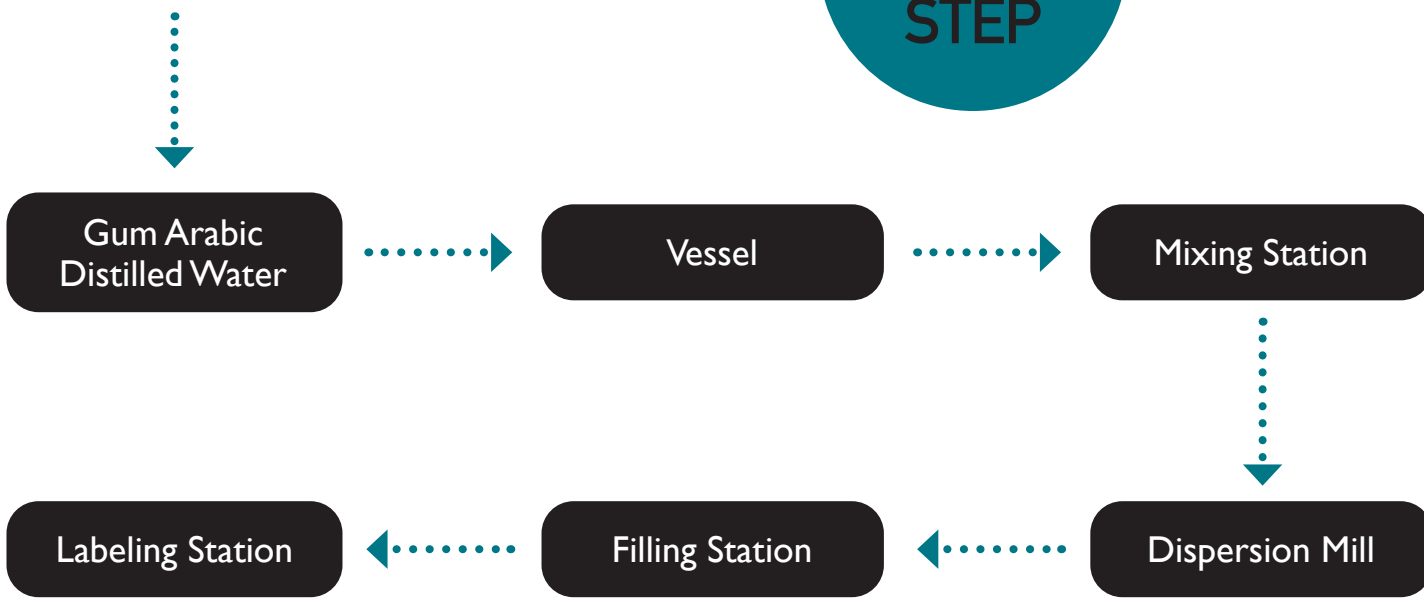 STEP
Gum Arabic
Distilled Water
Vessel
Mixing Station
Labeling Station
Filling Station
Dispersion Mill